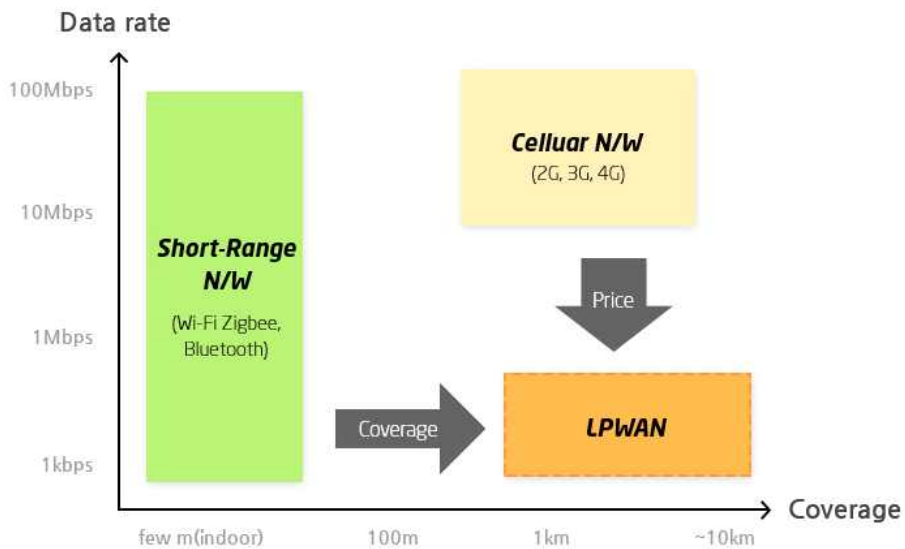 Data rate
100Mbps
10Mbps
1Mbps
1kbps
Short-Range
N/W
(Wi-Fi Zigbee,
Bluetooth)
Celluar N/W
(2G, 3G, 4G)
Price
Coverage
LPWAN
Coverage
few m(indoor)
100m
1km
~10km